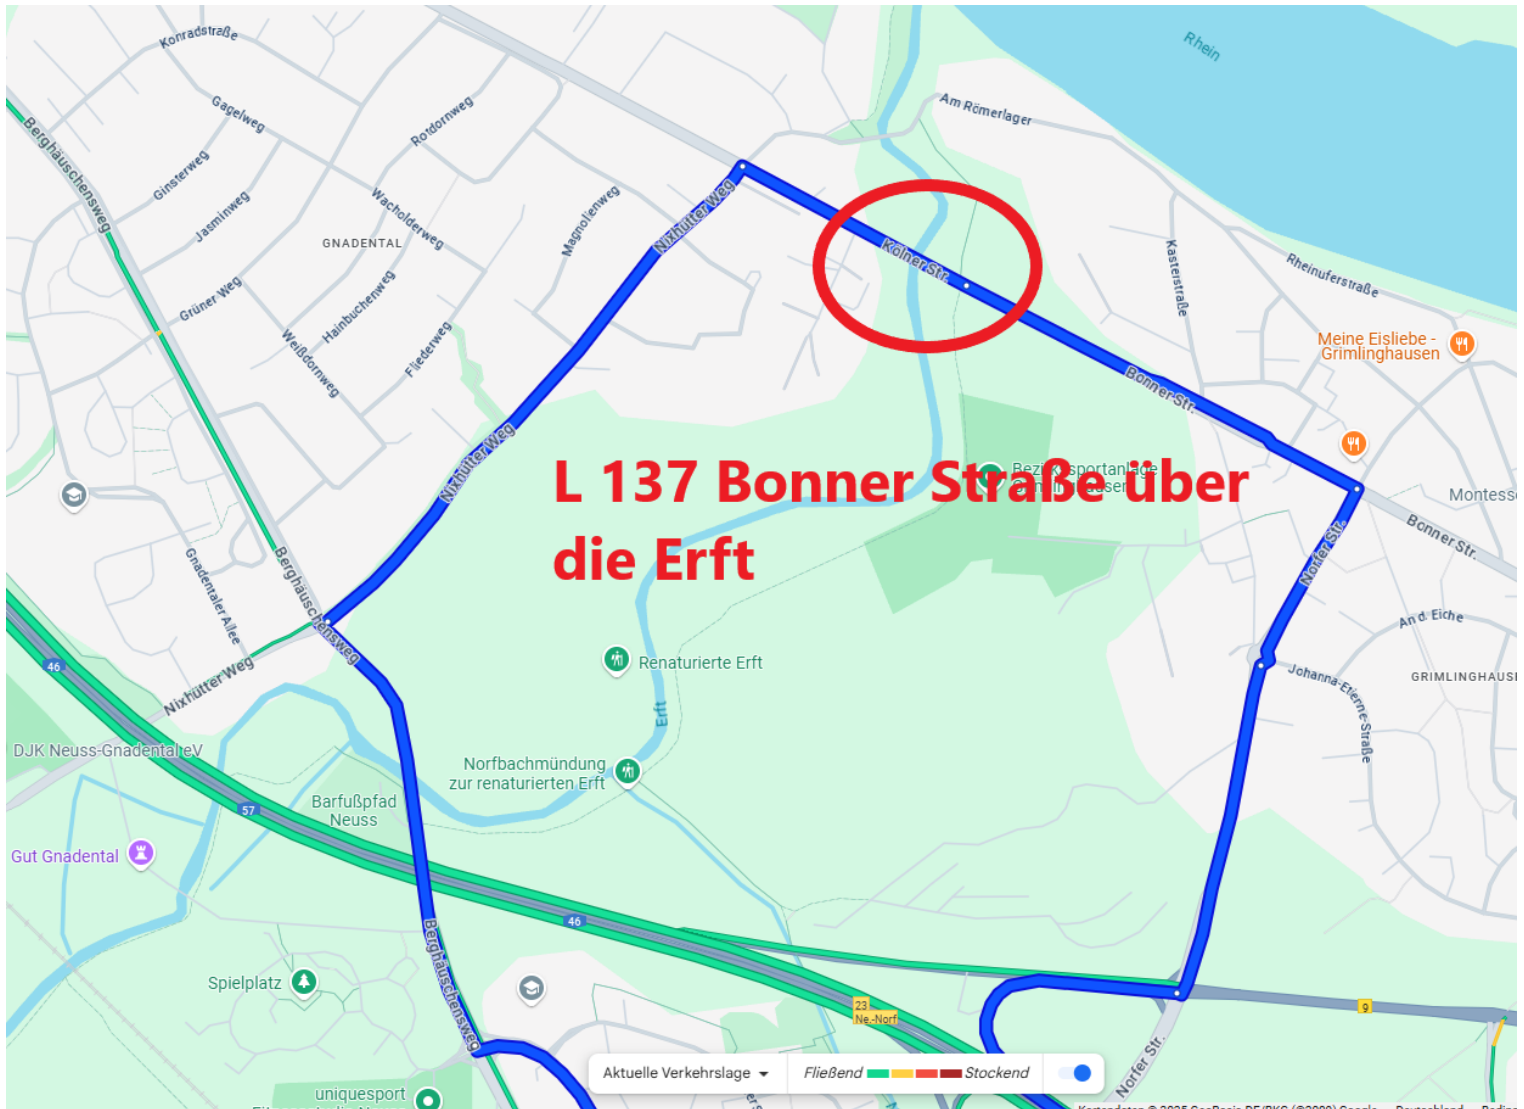 Konradstraße
Rhein
Gagelweg
Rotdornweg
Am Römerlager
Berghäuschensweg
Ginsterweg
Jasminweg
Wacholderweg
Magnolienweg
Nixhütter Weg
GNADENTAL
Kölner Str.
Kasterstraße
Rheinuferstraße
Grüner Weg
Hainbuchenweg
Weißdornweg
Fliederweg
Meine Eisliebe -
Grimlinghausen
Bonner Str.
Nixhütter Weg
L 137 Bonner Straße über
die Erft
Bezirkssportanlage
Montesso
Bonner Str.
Norfer Str.
Berghäuschensweg
Gnadentaler Allee
An d. Eiche
Nixhütter Weg
46
Renaturierte Erft
Erft
Johanna-Etienne-Straße
GRIMLINGHAUSE
DJK Neuss-Gnadental eV
Norfbachmündung
zur renaturierten Erft
57
Barfußpfad
Neuss
Gut Gnadental
46
Berghäuschensweg
Spielplatz
23
Ne.-Norf
9
Norfer Str.
Aktuelle Verkehrslage
Fließend
Stockend
uniquesport